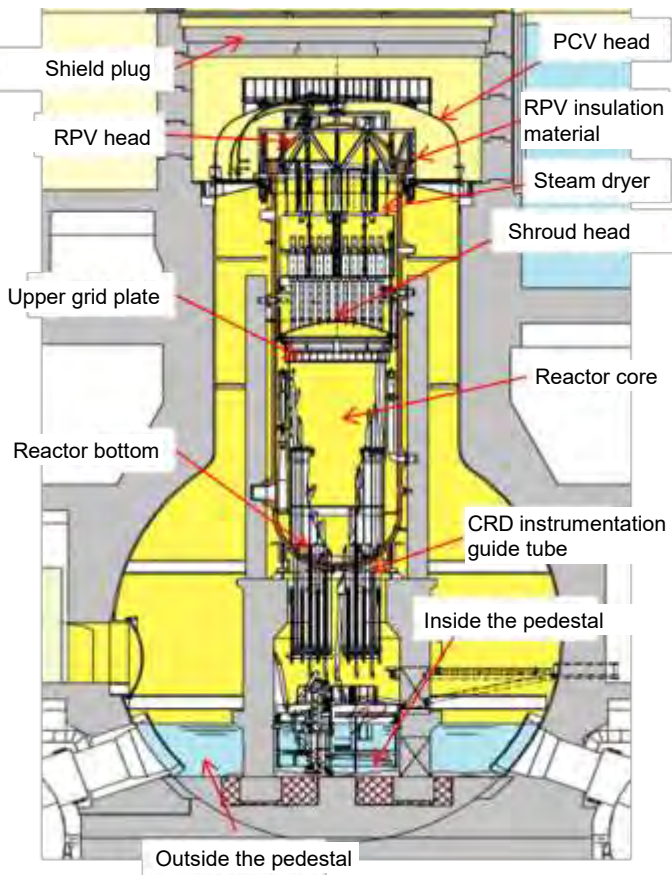 PCV head
Shield plug
RPV insulation
material
RPV head
Steam dryer
Shroud head
Upper grid plate
Reactor core
Reactor bottom
CRD instrumentation
guide tube
Inside the pedestal
Outside the pedestal